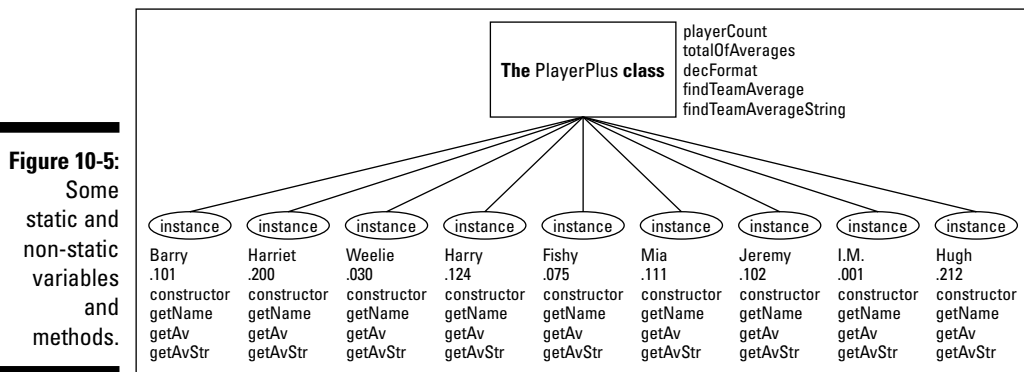 Figure 10-5:
Some
static and
non-static
variables
and
methods.
The PlayerPlus class
playerCount
totalOfAverages
decFormat
findTeamAverage
findTeamAverageString
instance instance instance instance instance instance instance instance instance
Barry Harriet Weelie Harry Fishy Mia Jeremy I.M. Hugh
.101 .200 .030 .124 .075 .111 .102 .001 .212
constructor constructor constructor constructor constructor constructor constructor constructor constructor
getName getName getName getName getName getName getName getName getName
getAv getAv getAv getAv getAv getAv getAv getAv getAv
getAvStr getAvStr getAvStr getAvStr getAvStr getAvStr getAvStr getAvStr getAvStr